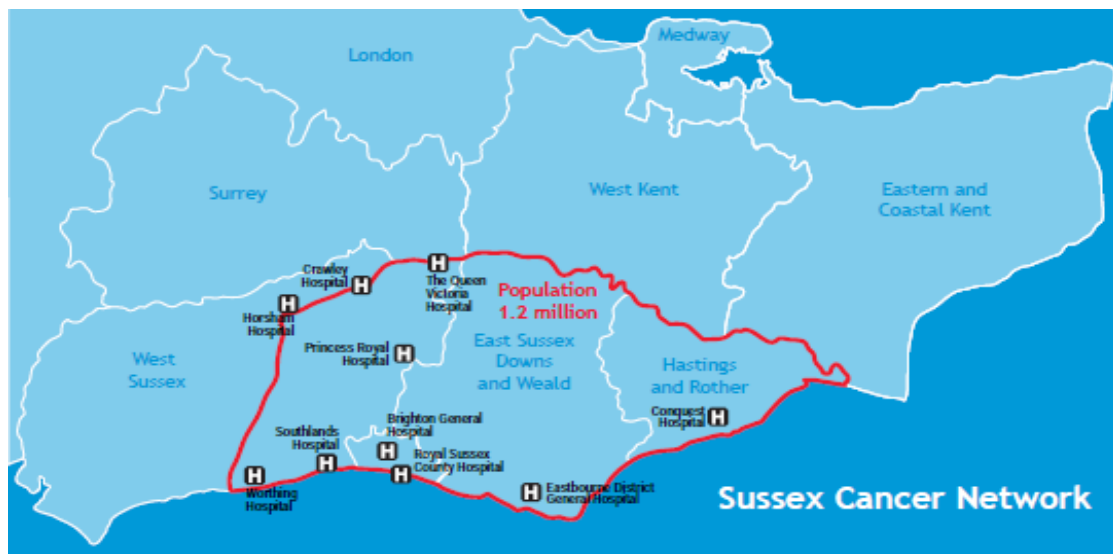 Medway
London
Surrey
West Kent
Eastern and
Coastal Kent
Crawley
Hospital
The Queen
Victoria
Hospital
Population
1.2 million
Horsham
Hospital
Princess Royal
Hospital
East Sussex
Downs
and Weald
West
Sussex
Hastings
and Rother
Conquest
Hospital
Brighton General
Hospital
Southlands
Hospital
Royal Sussex
County Hospital
Worthing
Hospital
Eastbourne District
General Hospital
Sussex Cancer Network
H
H
H
H
H
H
H
H
H
H